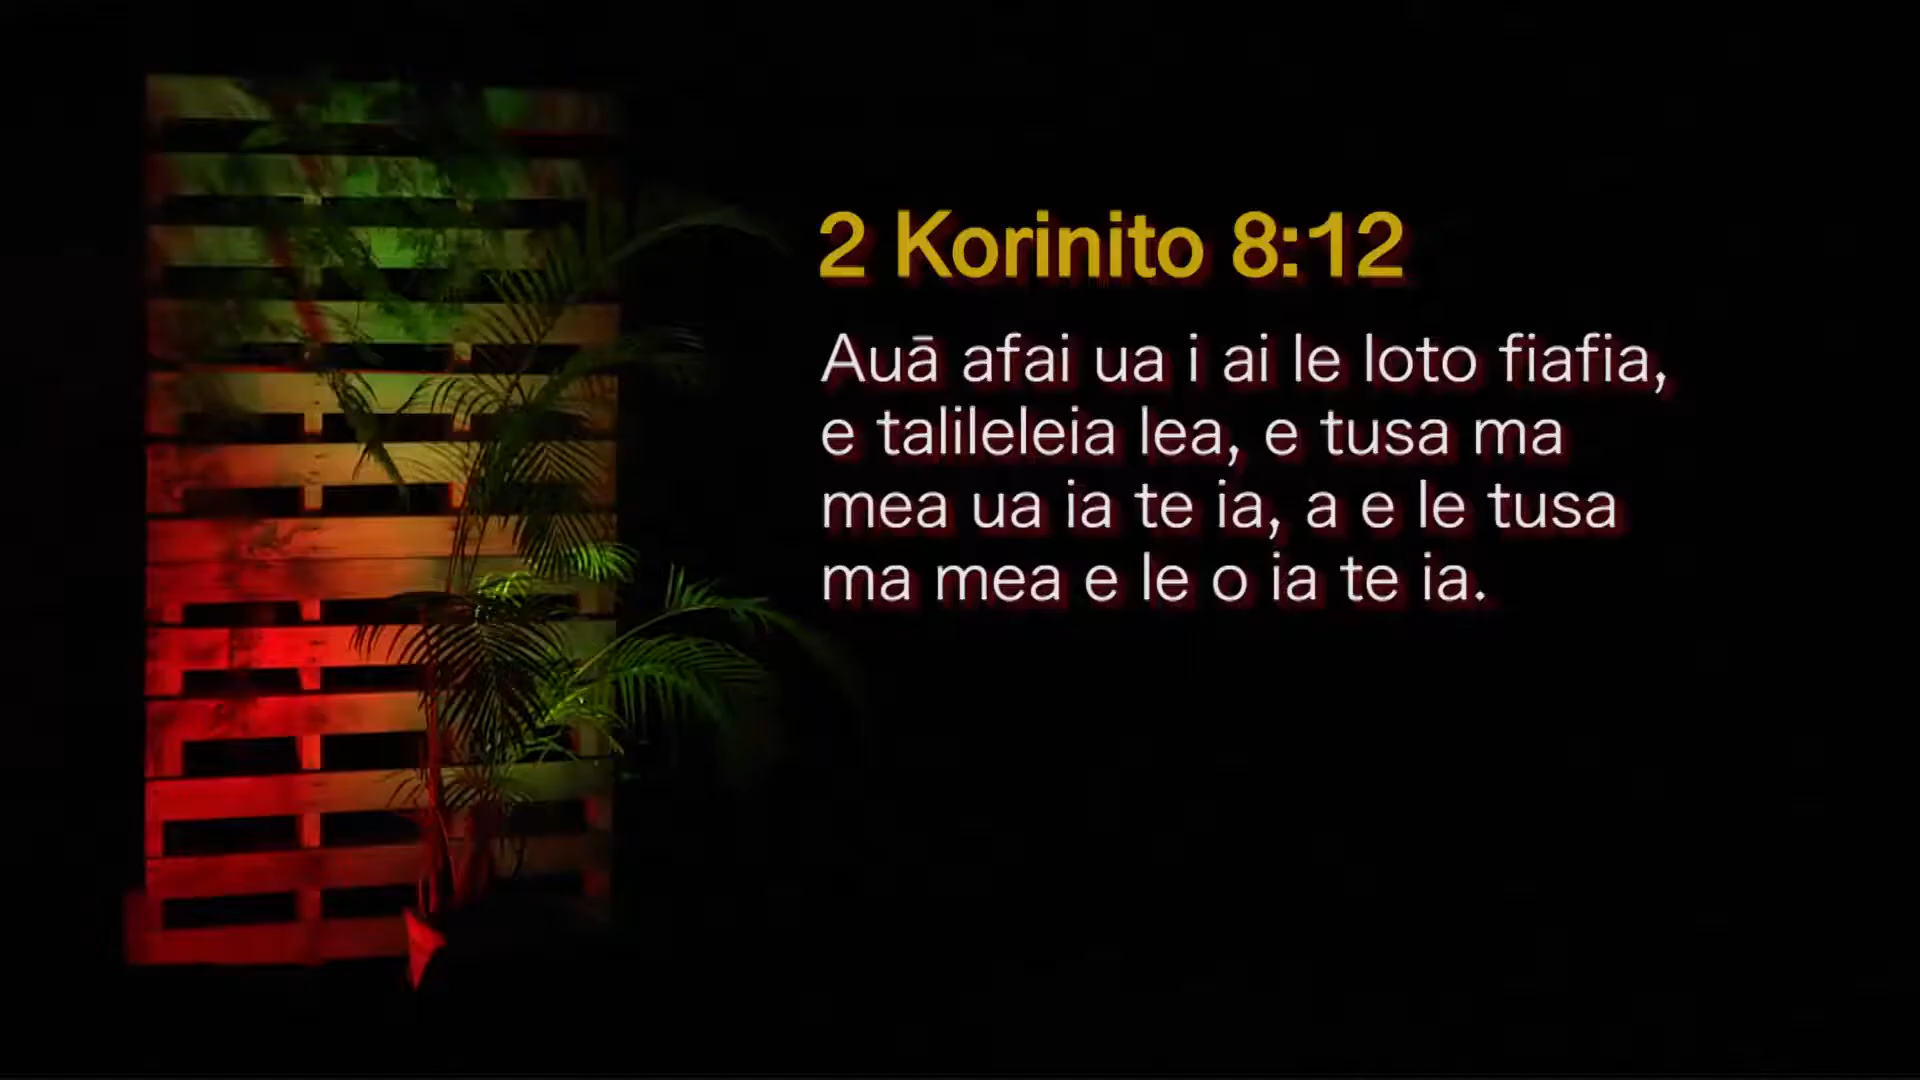 2 Korinito 8:12
Auā afai ua i ai le loto fiafia,
e talileleia lea, e tusa ma
mea ua ia te ia, a e le tusa
ma mea e le o ia te ia.